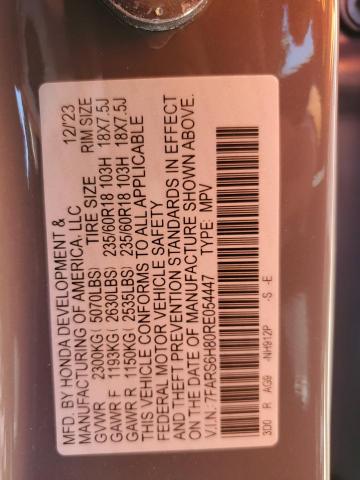 MFD. BY HONDA DEVELOPMENT & 12/23
MANUFACTURING OF AMERICA, LLC
TIRE SIZE RIM SIZE
GVWR 2300KG( 5070LBS)
GAWR F 1193KG( 2630LBS) 235/60R18 103H 18X7.5J
GAWR R 1150KG( 2535LBS) 235/60R18 103H 18X7.5J
THIS VEHICLE CONFORMS TO ALL APPLICABLE
FEDERAL MOTOR VEHICLE SAFETY
AND THEFT PREVENTION STANDARDS IN EFFECT
ON THE DATE OF MANUFACTURE SHOWN ABOVE.
V.I.N: 7FARS6H80RE054447 TYPE: MPV
3D0 R AG9 -NH912P -S -E